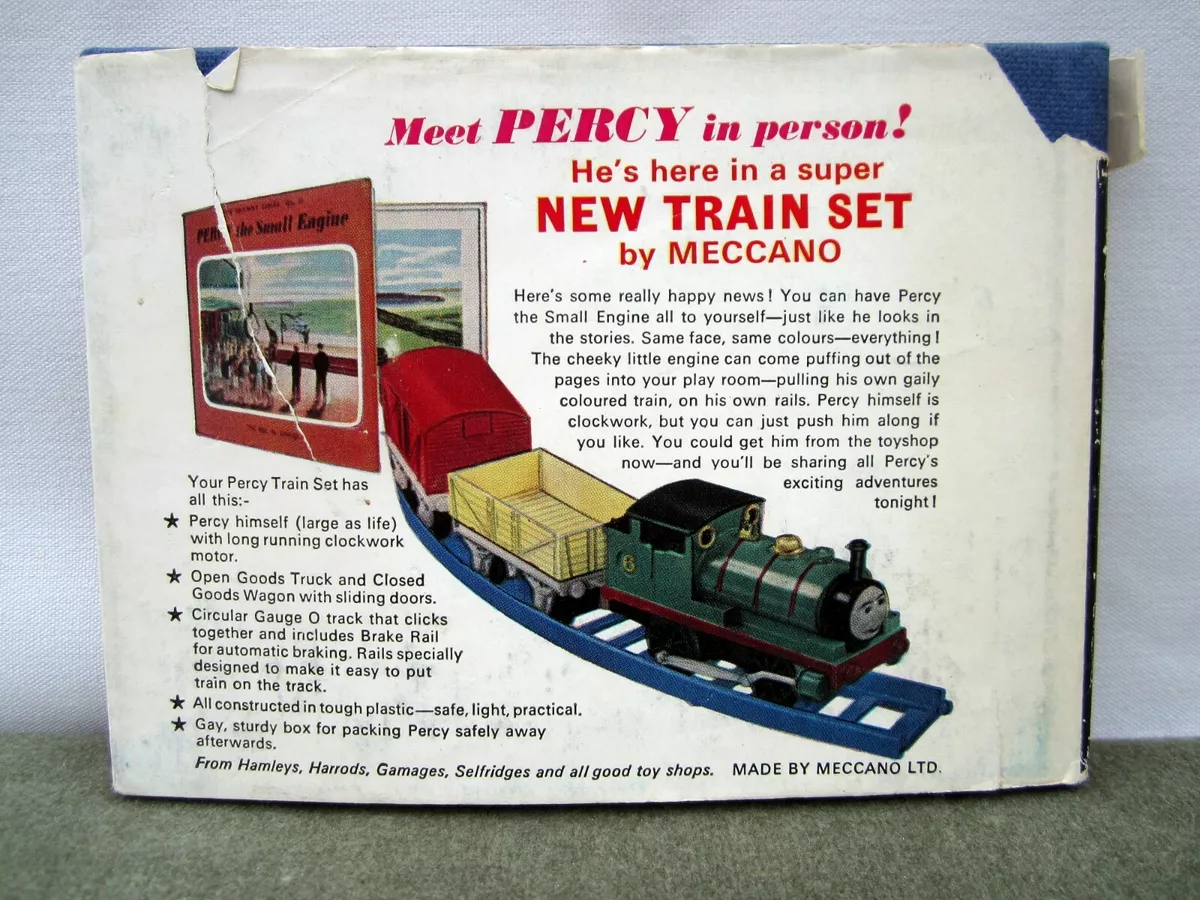 Meet PERCY in person!
He's here in a super
NEW TRAIN SET
by MECCANO
the Small Engine
Here's some really happy news! You can have Percy
the Small Engine all to yourself—just like he looks in
the stories. Same face, same colours—everything!
The cheeky little engine can come puffing out of the
pages into your play room—pulling his own gaily
coloured train, on his own rails. Percy himself is
clockwork, but you can just push him along if
you like. You could get him from the toyshop
now—and you'll be sharing all Percy's
exciting adventures
tonight!
Your Percy Train Set has
all this:-
★ Percy himself (large as life)
with long running clockwork
motor.
★ Open Goods Truck and Closed
Goods Wagon with sliding doors.
★ Circular Gauge O track that clicks
together and includes Brake Rail
for automatic braking. Rails specially
designed to make it easy to put
train on the track.
★ All constructed in tough plastic—safe, light, practical.
★ Gay, sturdy box for packing Percy safely away
afterwards.
6
From Hamleys, Harrods, Gamages, Selfridges and all good toy shops. MADE BY MECCANO LTD.